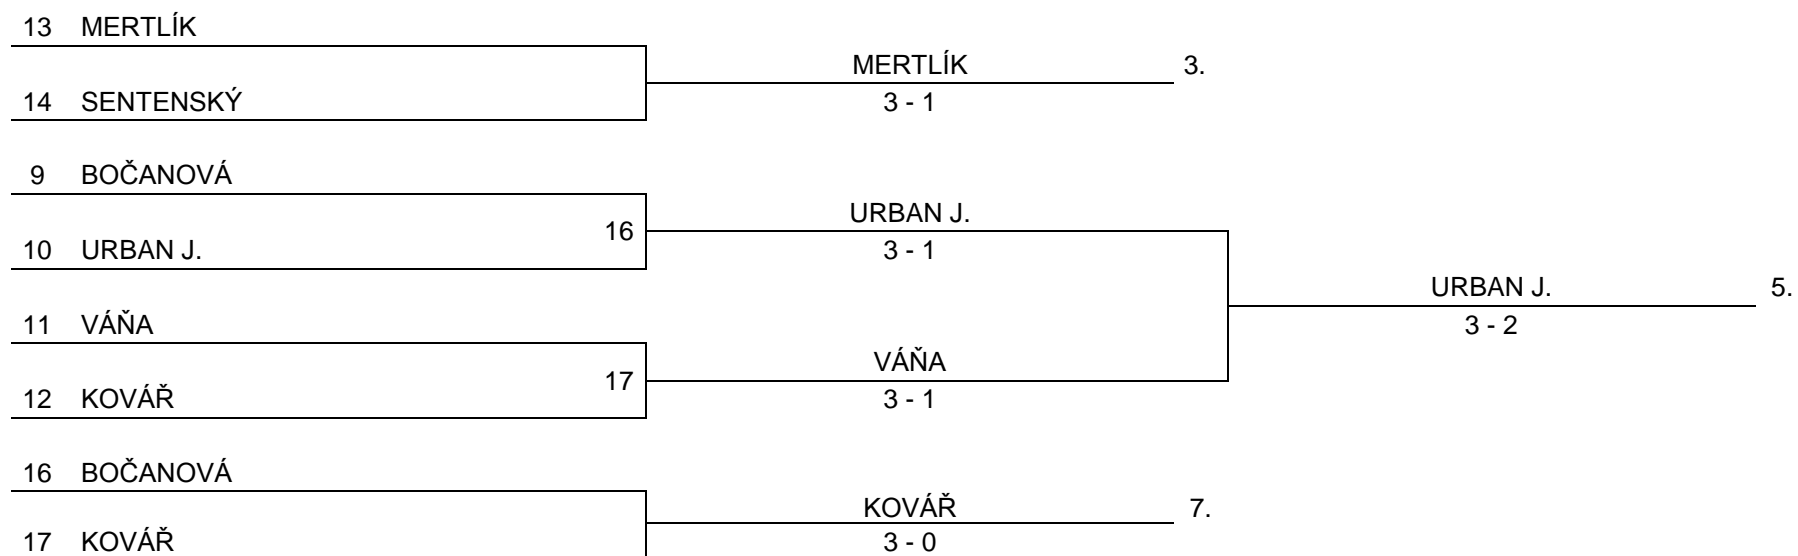 13 MERTLÍK
MERTLÍK 3.
14 SENTENSKÝ
3 - 1
9 BOČANOVÁ
URBAN J.
16
10 URBAN J.
3 - 1
URBAN J. 5.
11 VÁŇA
3 - 2
VÁŇA
17
12 KOVÁŘ
3 - 1
16 BOČANOVÁ
KOVÁŘ 7.
17 KOVÁŘ
3 - 0